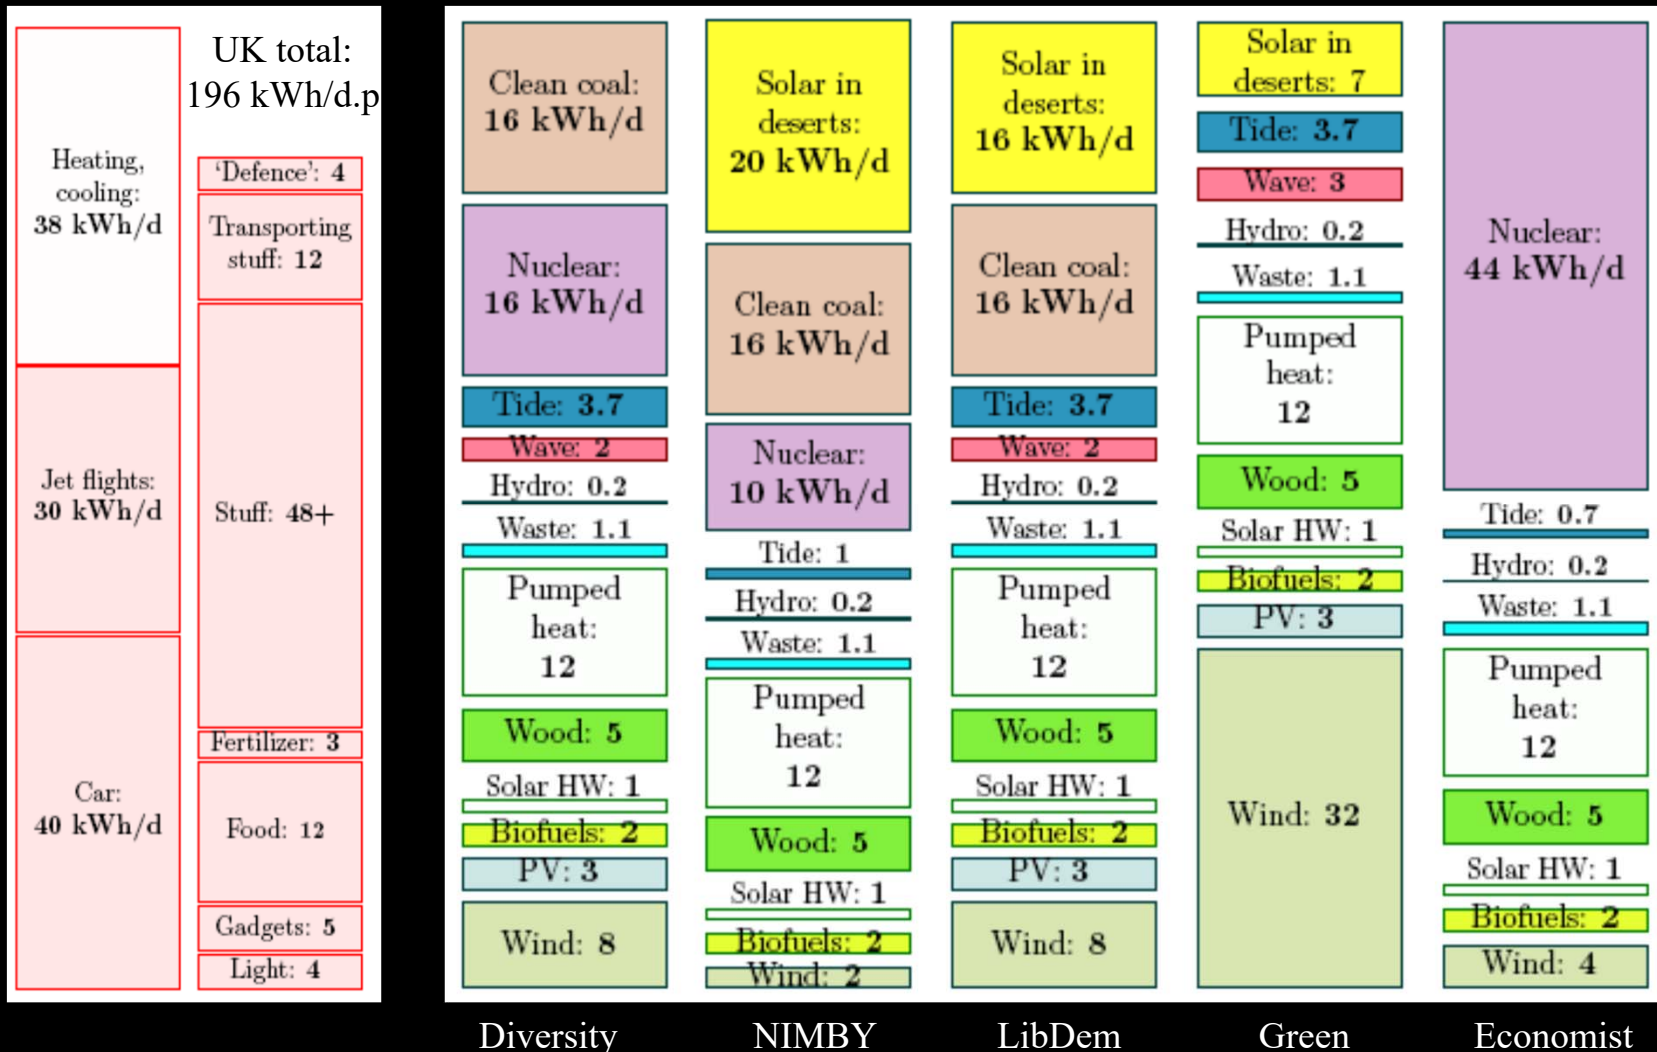 UK total:
196 kWh/d.p
Heating,
cooling:
38 kWh/d
Jet flights:
30 kWh/d
Car:
40 kWh/d
‘Defence’: 4
Transporting
stuff: 12
Stuff: 48+
Fertilizer: 3
Food: 12
Gadgets: 5
Light: 4
Clean coal:
16 kWh/d
Nuclear:
16 kWh/d
Tide: 3.7
Wave: 2
Hydro: 0.2
Waste: 1.1
Pumped
heat:
12
Wood: 5
Solar HW: 1
Biofuels: 2
PV: 3
Wind: 8
Diversity
Solar in
deserts:
20 kWh/d
Clean coal:
16 kWh/d
Nuclear:
10 kWh/d
Tide: 1
Hydro: 0.2
Waste: 1.1
Pumped
heat:
12
Wood: 5
Solar HW: 1
Biofuels: 2
Wind: 2
NIMBY
Solar in
deserts:
16 kWh/d
Clean coal:
16 kWh/d
Tide: 3.7
Wave: 2
Hydro: 0.2
Waste: 1.1
Pumped
heat:
12
Wood: 5
Solar HW: 1
Biofuels: 2
PV: 3
Wind: 8
LibDem
Solar in
deserts: 7
Tide: 3.7
Wave: 3
Hydro: 0.2
Waste: 1.1
Pumped
heat:
12
Wood: 5
Solar HW: 1
Biofuels: 2
PV: 3
Wind: 32
Green
Nuclear:
44 kWh/d
Tide: 0.7
Hydro: 0.2
Waste: 1.1
Pumped
heat:
12
Wood: 5
Solar HW: 1
Biofuels: 2
Wind: 4
Economist